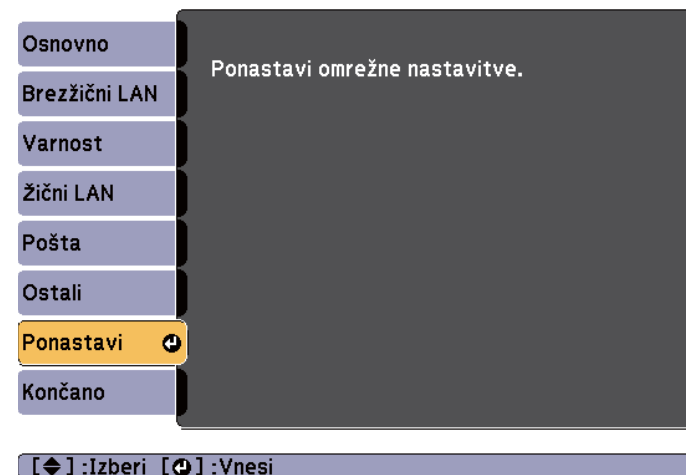 Osnovno
Brezžični LAN
Varnost
Žični LAN
Pošta
Ostali
Ponastavi
Končano
Ponastavi omrežne nastavitve.
[◆] :Izberi [↵] :Vnesi